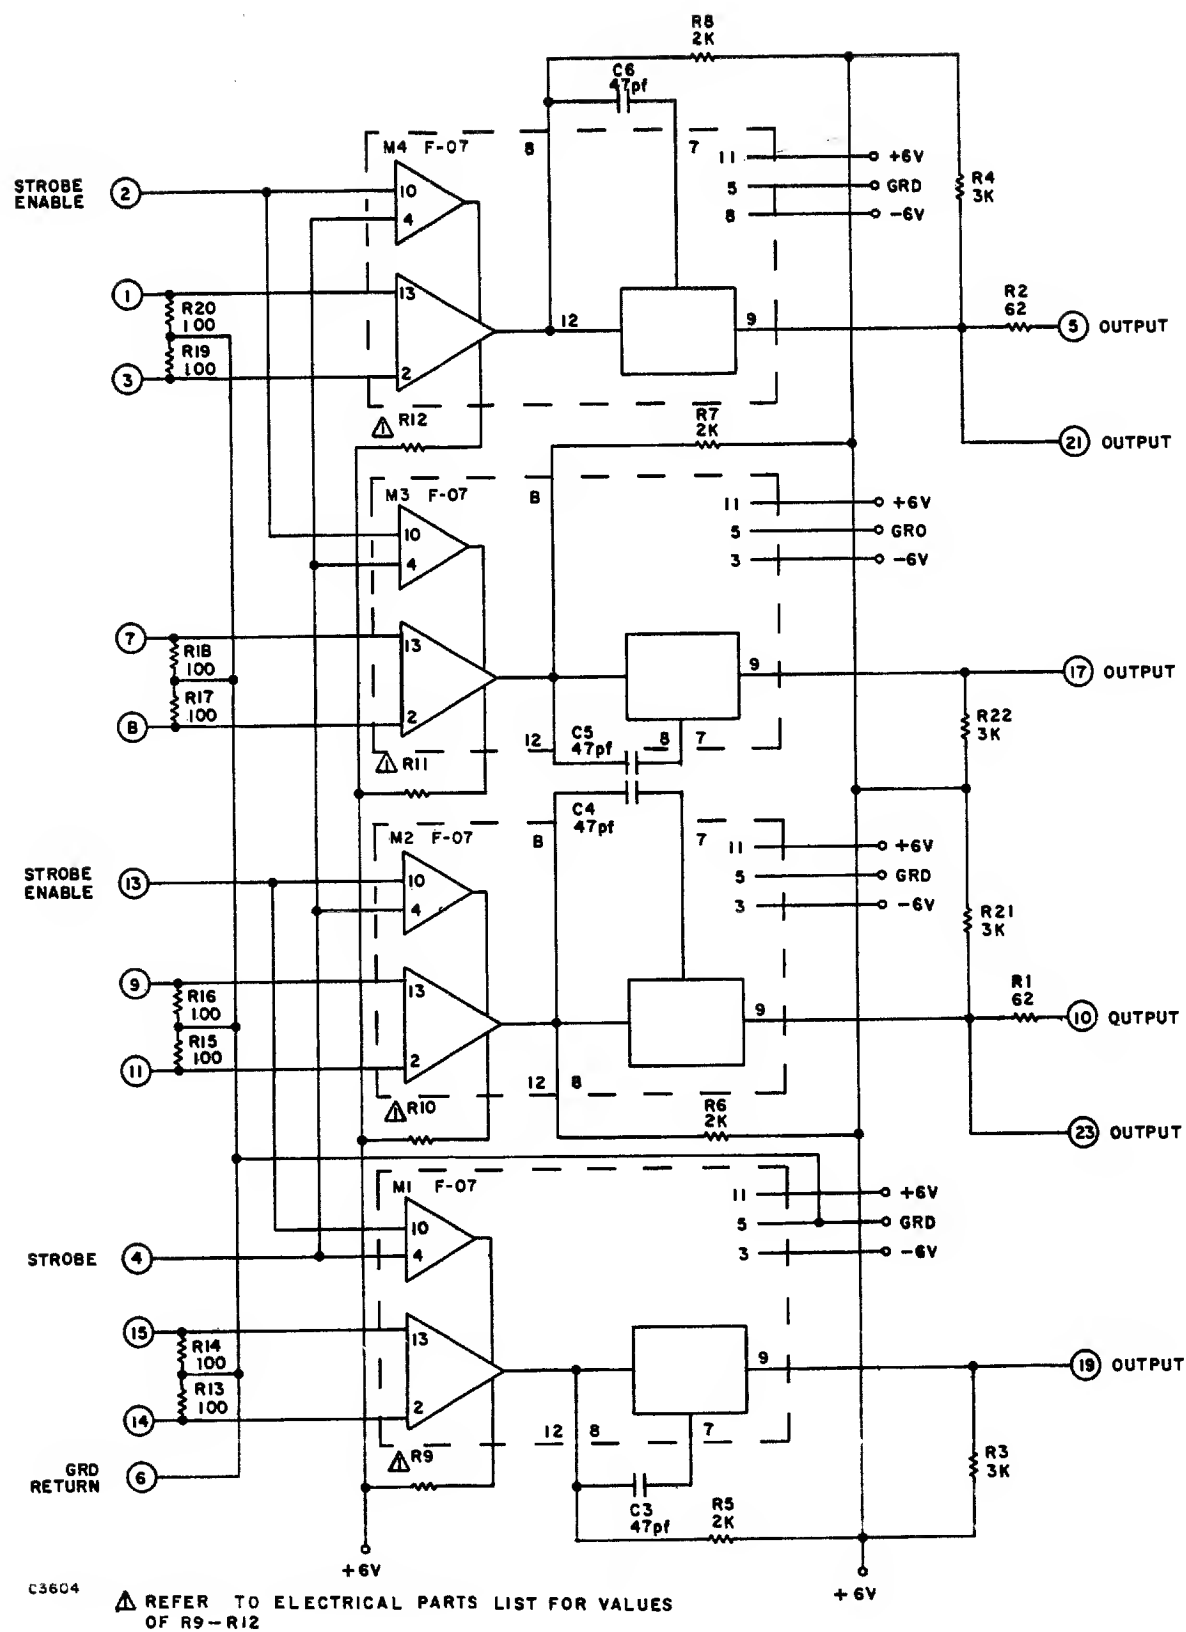 R8
2K
C6
47pf
M4 F-07
8
7
11 +6V
5 GRD
8 -6V
STROBE
ENABLE
2
10
4
R4
3K
1
13
R20
100
R19
100
3
2
12
9
R2
62
5 OUTPUT
R12
R7
2K
21 OUTPUT
M3 F-07
B
11 +6V
5 GRO
3 -6V
10
4
7
13
R1B
100
R17
100
B
2
9
17 OUTPUT
R22
3K
12
C5
47pf
8
7
R11
C4
47pf
M2 F-07
B
7
11 +6V
5 GRD
3 -6V
STROBE
ENABLE
13
10
4
R21
3K
9
13
R16
100
R15
100
11
2
9
R1
62
10 QUTPUT
12
8
R10
R6
2K
23 OUTPUT
M1 F-07
11 +6V
5 GRD
3 -6V
10
STROBE
4
4
15
13
R14
100
R13
100
14
2
9
19 OUTPUT
12
8
7
R9
GRD
RETURN
6
R3
3K
C3
47pf
R5
2K
+6V
+6V
C3604
1 REFER TO ELECTRICAL PARTS LIST FOR VALUES
OF R9-R12